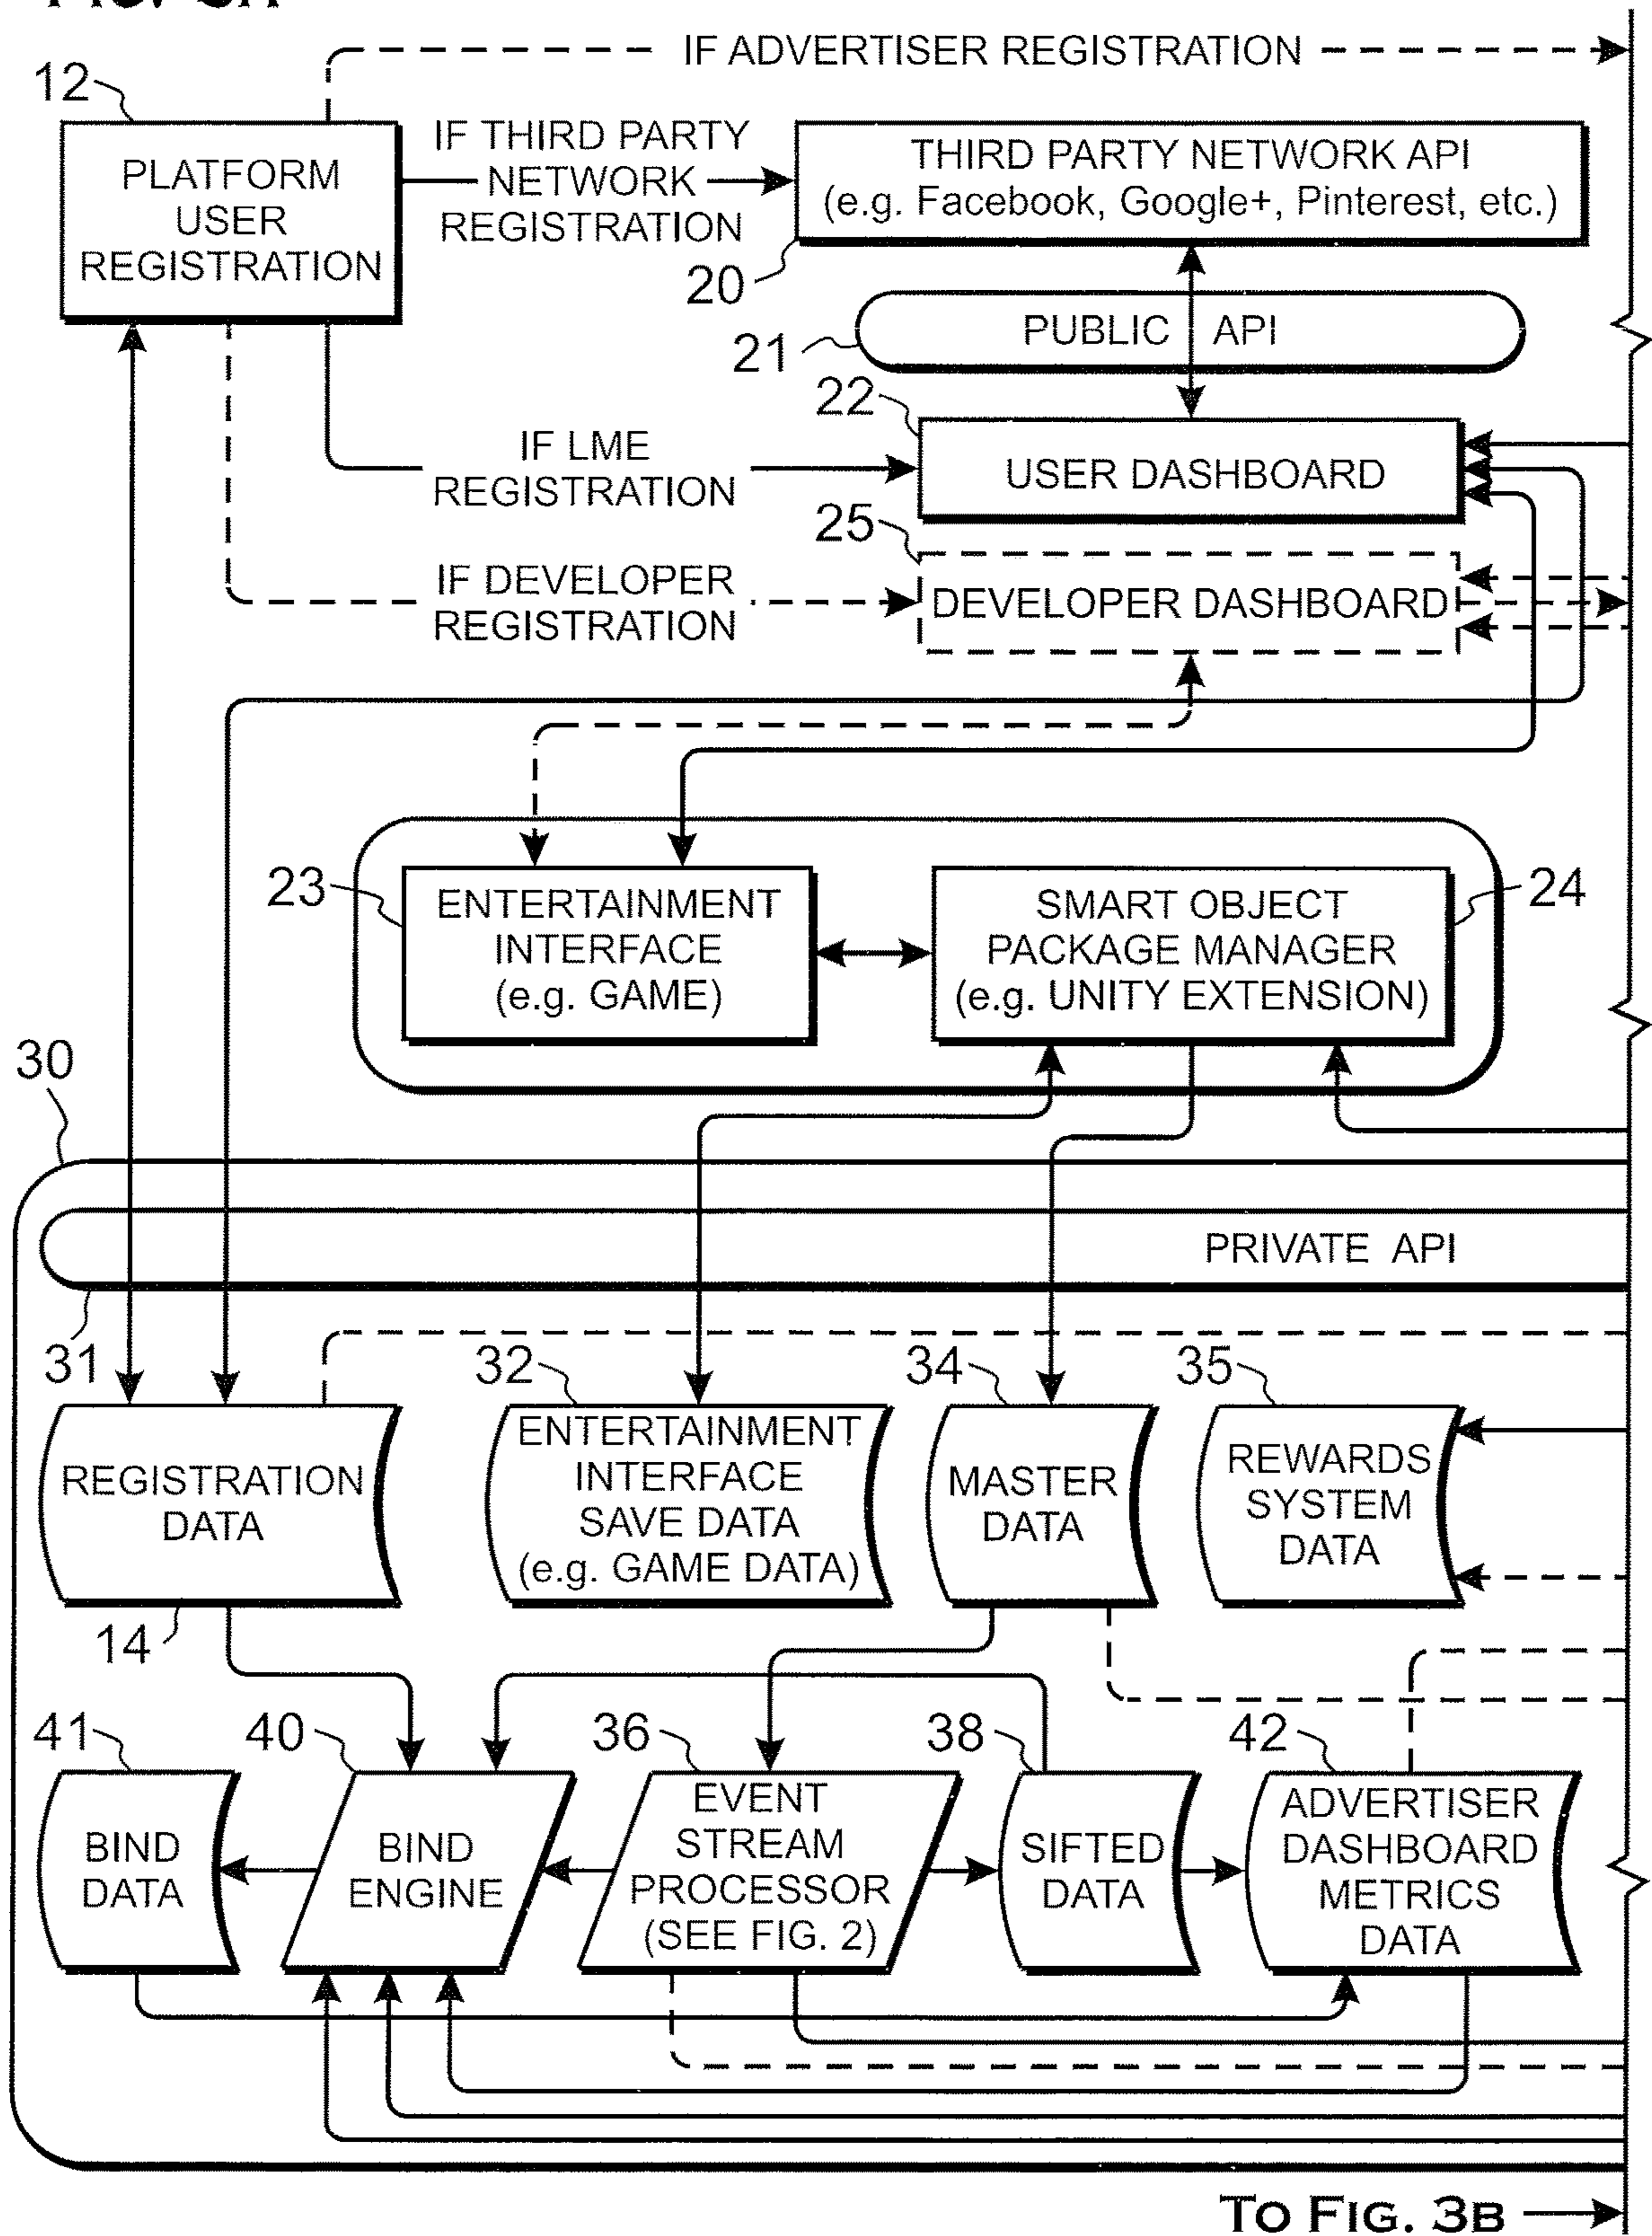 IF ADVERTISER REGISTRATION
12
PLATFORM
USER
REGISTRATION
IF THIRD PARTY
NETWORK
REGISTRATION
THIRD PARTY NETWORK API
(e.g. Facebook, Google+, Pinterest, etc.)
20
PUBLIC API
21
22
IF LME
REGISTRATION
USER DASHBOARD
25
IF DEVELOPER
REGISTRATION
DEVELOPER DASHBOARD
23
ENTERTAINMENT
INTERFACE
(e.g. GAME)
SMART OBJECT
PACKAGE MANAGER
(e.g. UNITY EXTENSION)
24
30
PRIVATE API
31
32
34
35
REGISTRATION
DATA
ENTERTAINMENT
INTERFACE
SAVE DATA
(e.g. GAME DATA)
MASTER
DATA
REWARDS
SYSTEM
DATA
14
41
40
36
38
42
BIND
DATA
BIND
ENGINE
EVENT
STREAM
PROCESSOR
(SEE FIG. 2)
SIFTED
DATA
ADVERTISER
DASHBOARD
METRICS
DATA
TO FIG. 3B